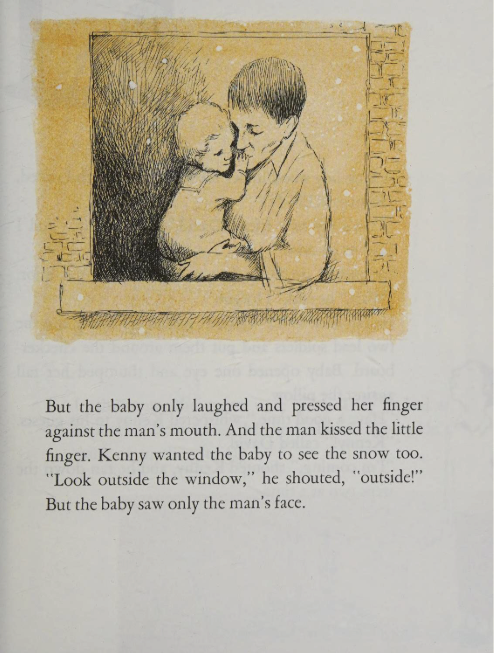 But the baby only laughed and pressed her finger
against the man's mouth. And the man kissed the little
finger. Kenny wanted the baby to see the snow too.
"Look outside the window," he shouted, "outside!"
But the baby saw only the man's face.